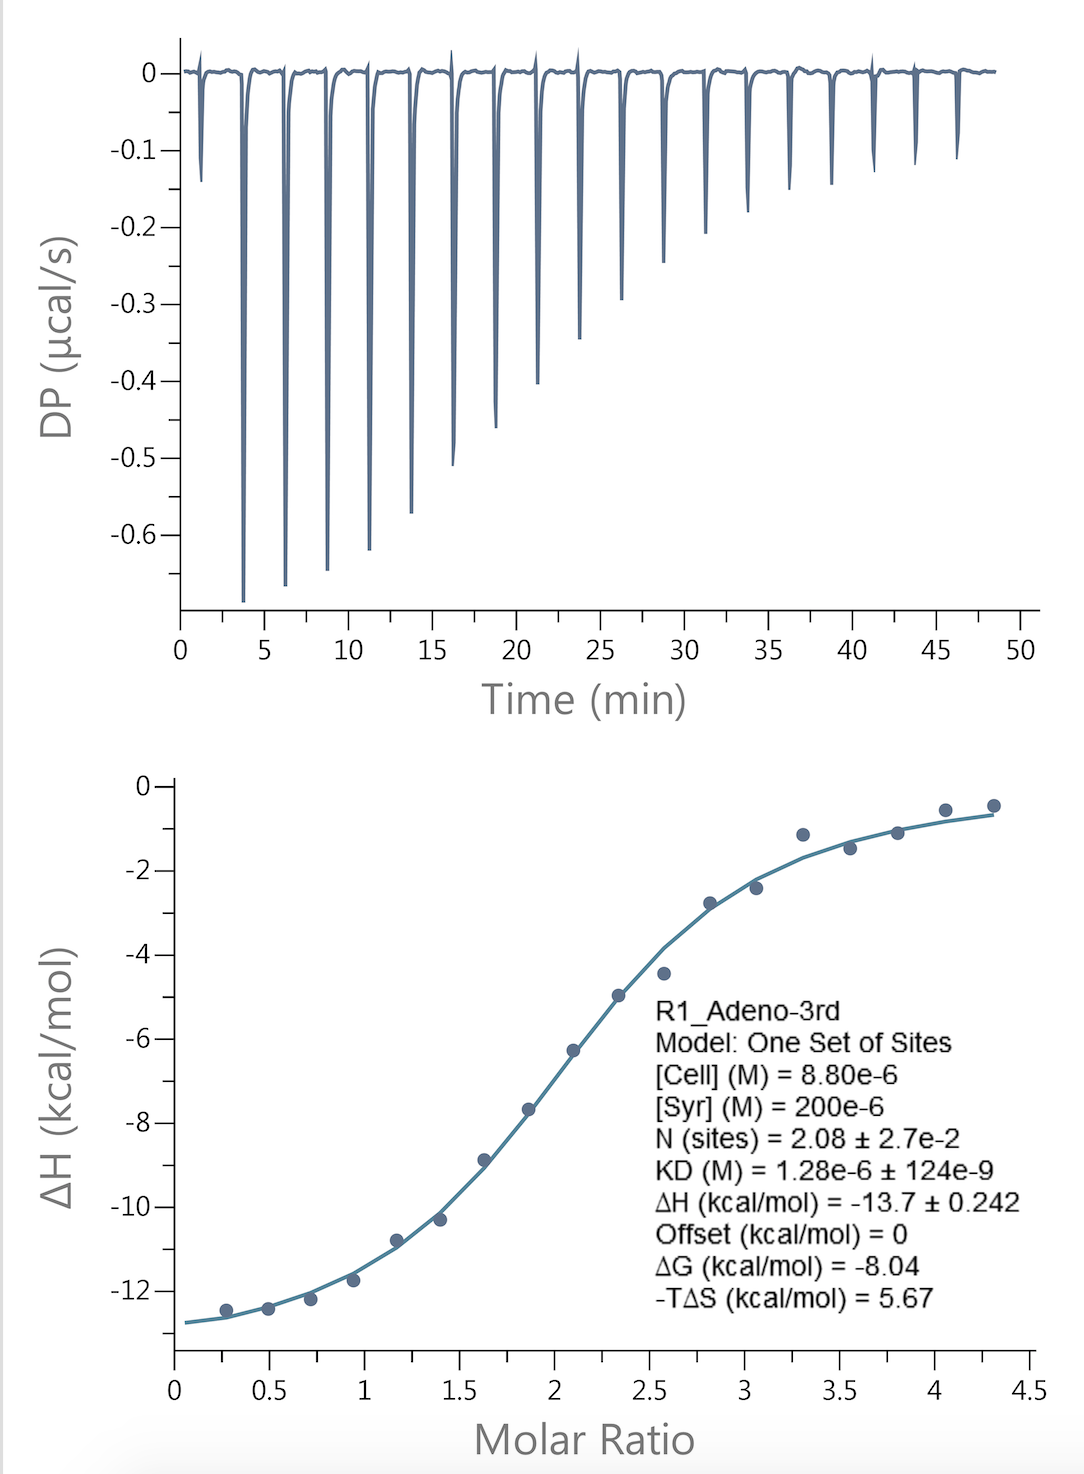 0
-0.1
-0.2
-0.3
-0.4
-0.5
-0.6
DP (µcal/s)
0 5 10 15 20 25 30 35 40 45 50
Time (min)
0
-2
-4
-6
-8
-10
-12
ΔH (kcal/mol)
R1_Adeno-3rd
Model: One Set of Sites
[Cell] (M) = 8.80e-6
[Syr] (M) = 200e-6
N (sites) = 2.08 ± 2.7e-2
KD (M) = 1.28e-6 ± 124e-9
ΔH (kcal/mol) = -13.7 ± 0.242
Offset (kcal/mol) = 0
ΔG (kcal/mol) = -8.04
-TΔS (kcal/mol) = 5.67
0 0.5 1 1.5 2 2.5 3 3.5 4 4.5
Molar Ratio